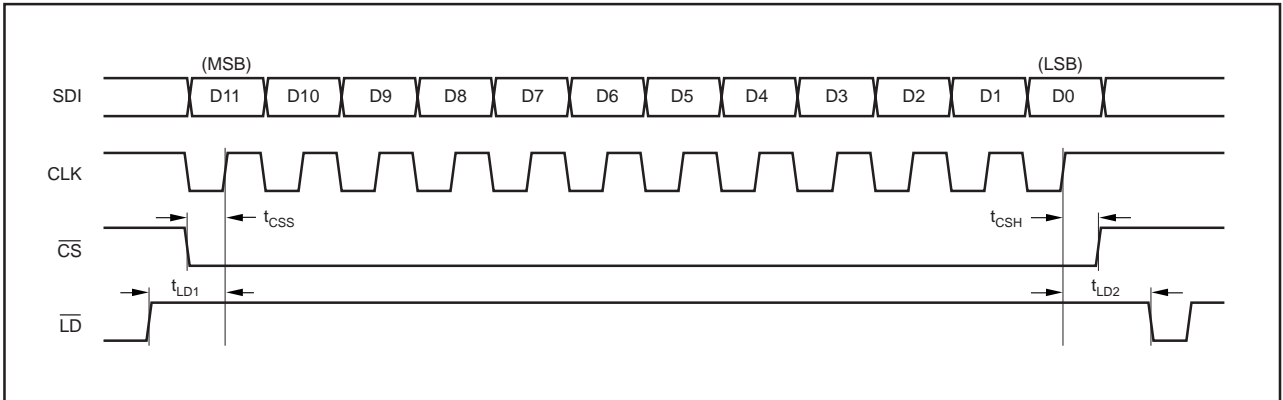 (MSB) (LSB)
SDI D11 D10 D9 D8 D7 D6 D5 D4 D3 D2 D1 D0
CLK
tCSS tCSH
CS
tLD1 tLD2
LD